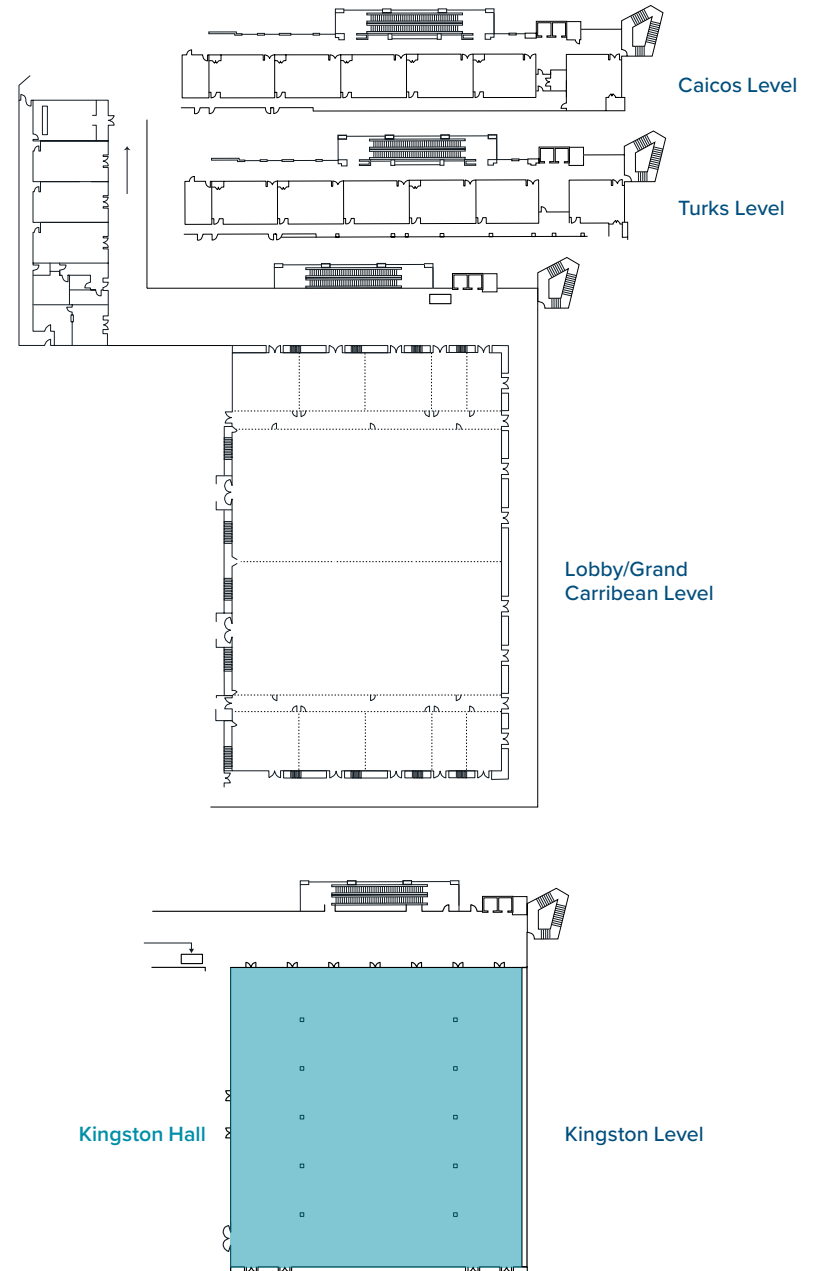 Caicos Level
Turks Level
Lobby/Grand
Carribean Level
Kingston Hall
Kingston Level